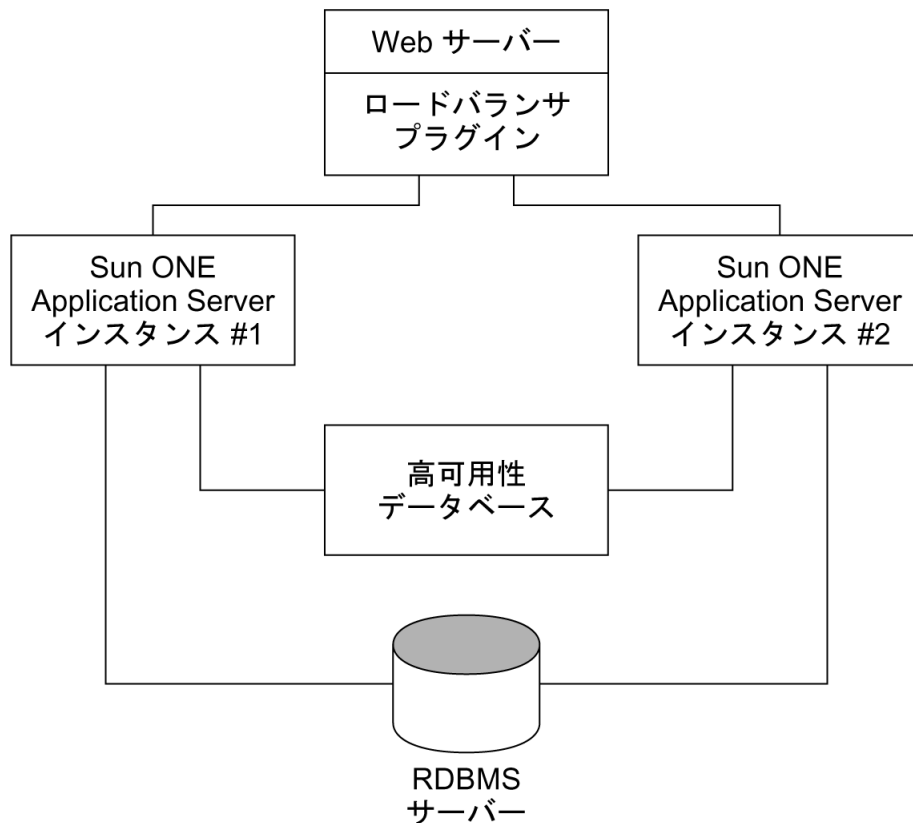 Web サーバー
ロードバランサ
プラグイン
Sun ONE
Application Server
インスタンス #1
Sun ONE
Application Server
インスタンス #2
高可用性
データベース
RDBMS
サーバー